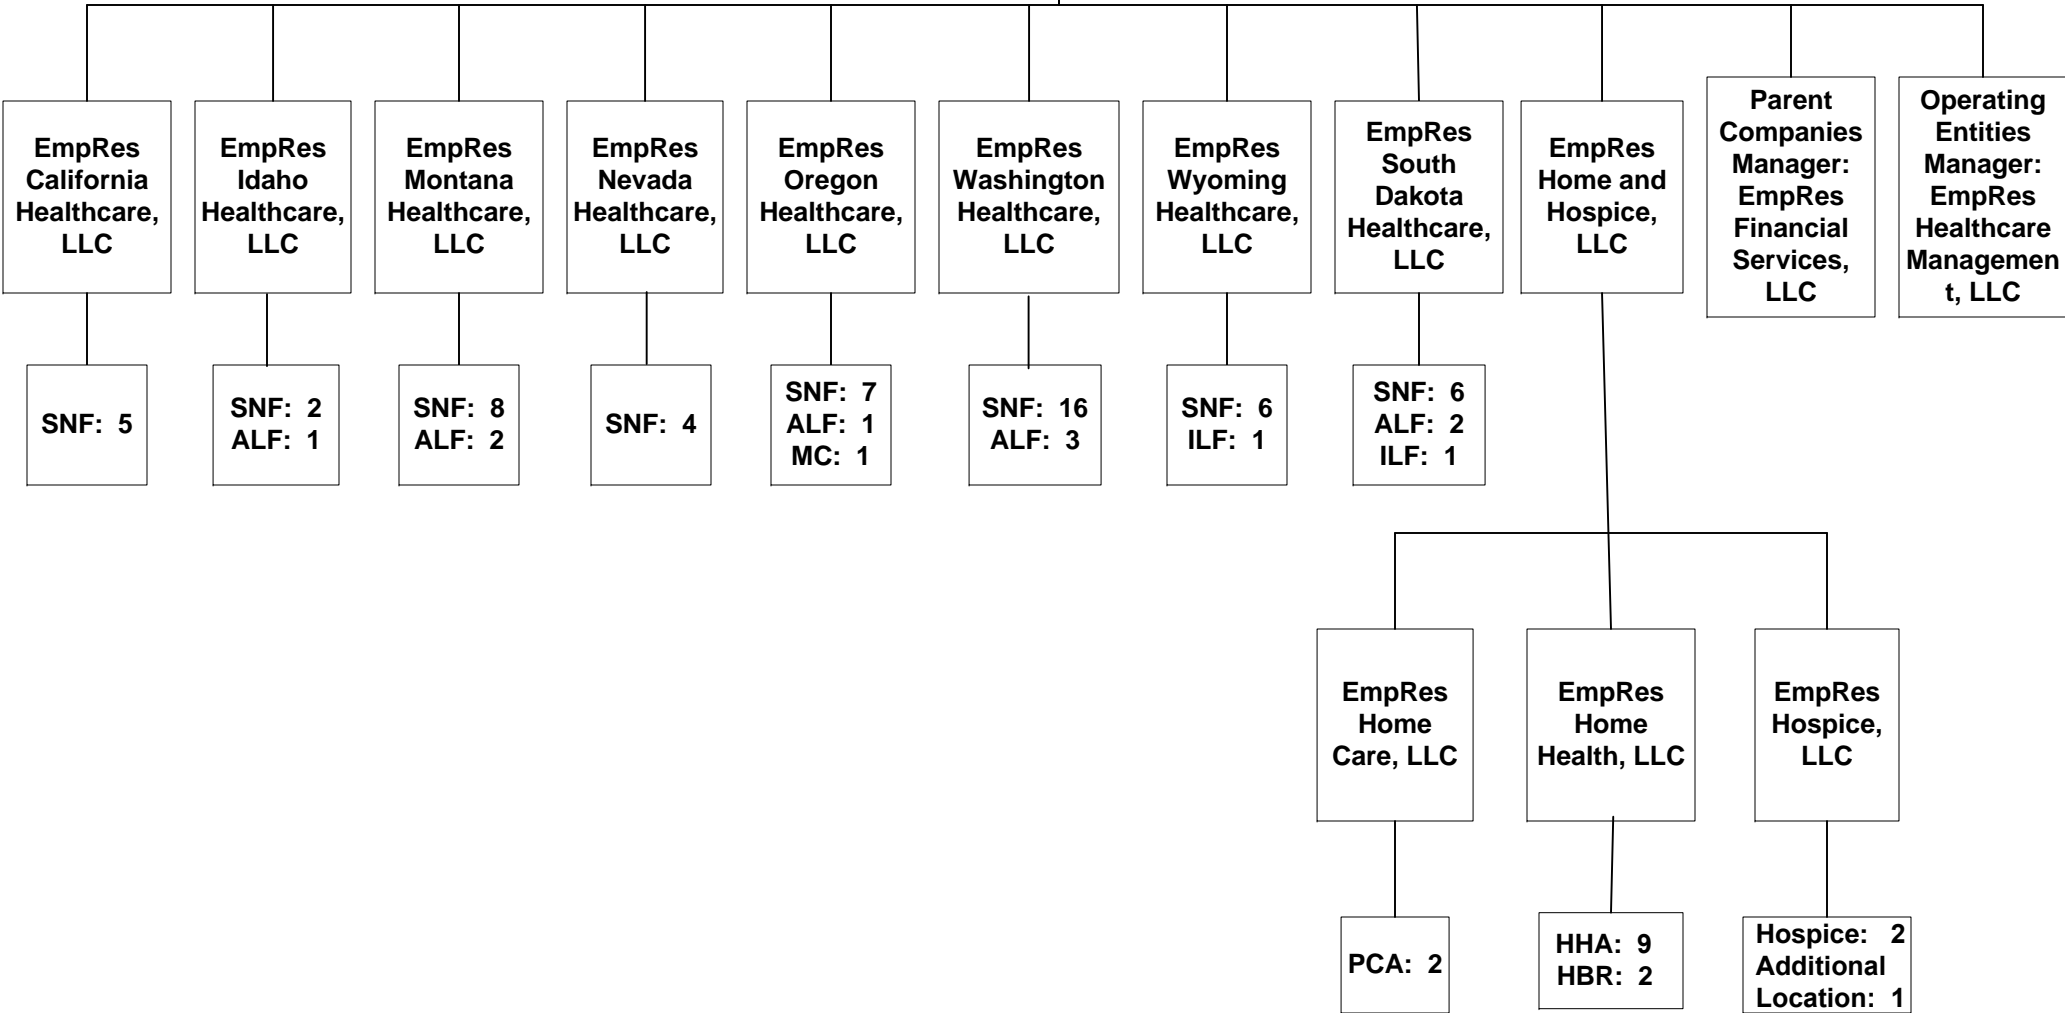 EmpRes
California
Healthcare,
LLC
EmpRes
Idaho
Healthcare,
LLC
EmpRes
Montana
Healthcare,
LLC
EmpRes
Nevada
Healthcare,
LLC
EmpRes
Oregon
Healthcare,
LLC
EmpRes
Washington
Healthcare,
LLC
EmpRes
Wyoming
Healthcare,
LLC
EmpRes
South
Dakota
Healthcare,
LLC
EmpRes
Home and
Hospice,
LLC
Parent
Companies
Manager:
EmpRes
Financial
Services,
LLC
Operating
Entities
Manager:
EmpRes
Healthcare
Managemen
t, LLC
SNF: 5
SNF: 2
ALF: 1
SNF: 8
ALF: 2
SNF: 4
SNF: 7
ALF: 1
MC: 1
SNF: 16
ALF: 3
SNF: 6
ILF: 1
SNF: 6
ALF: 2
ILF: 1
EmpRes
Home
Care, LLC
EmpRes
Home
Health, LLC
EmpRes
Hospice,
LLC
PCA: 2
HHA: 9
HBR: 2
Hospice: 2
Additional
Location: 1